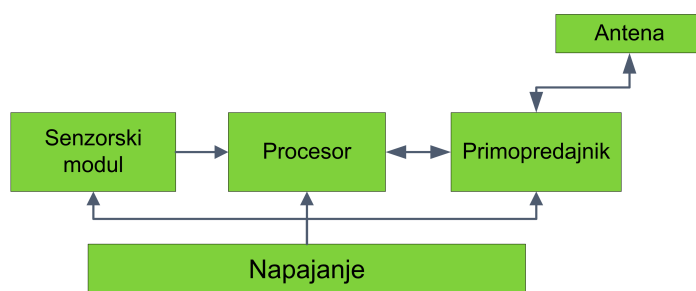 Antena
Senzorski
modul
Procesor
Primopredajnik
Napajanje